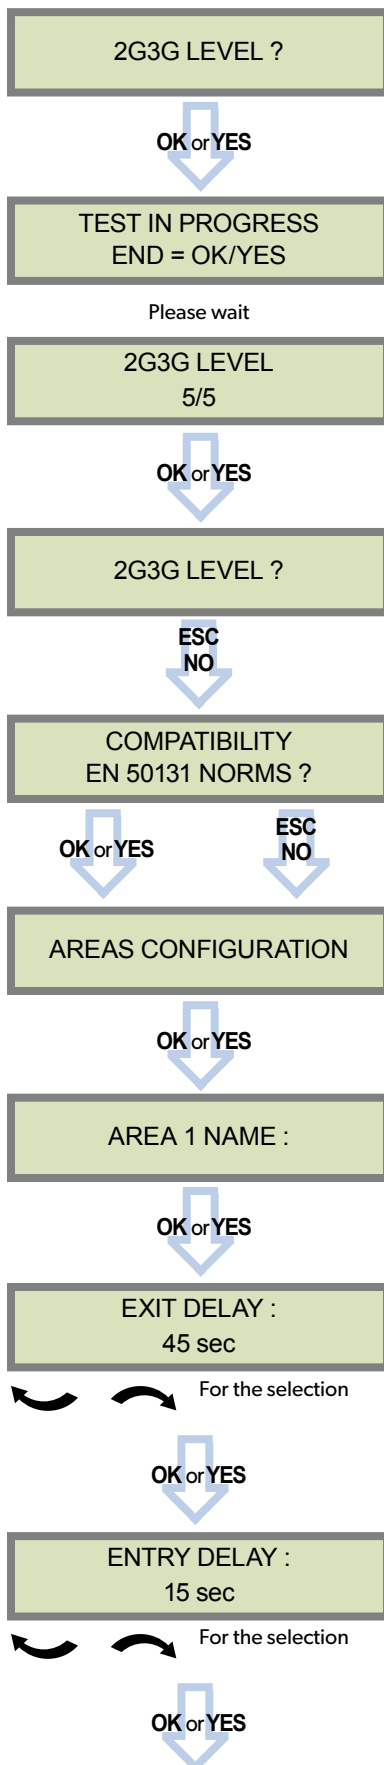 2G3G LEVEL ?
OK or YES
TEST IN PROGRESS
END = OK/YES
Please wait
2G3G LEVEL
5/5
OK or YES
2G3G LEVEL ?
ESC
NO
COMPATIBILITY
EN 50131 NORMS ?
OK or YES
ESC
NO
AREAS CONFIGURATION
OK or YES
AREA 1 NAME :
OK or YES
EXIT DELAY :
45 sec
For the selection
OK or YES
ENTRY DELAY :
15 sec
For the selection
OK or YES